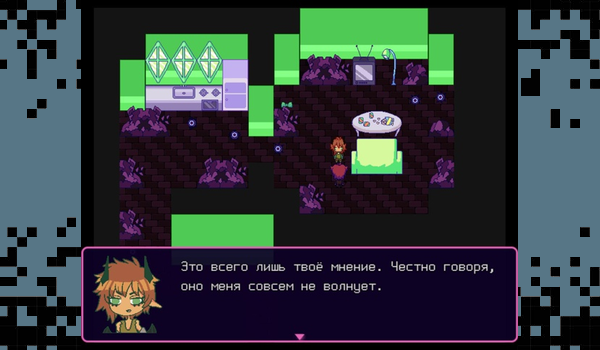 Это всего лишь твоё мнение. Честно говоря,
оно меня совсем не волнует.